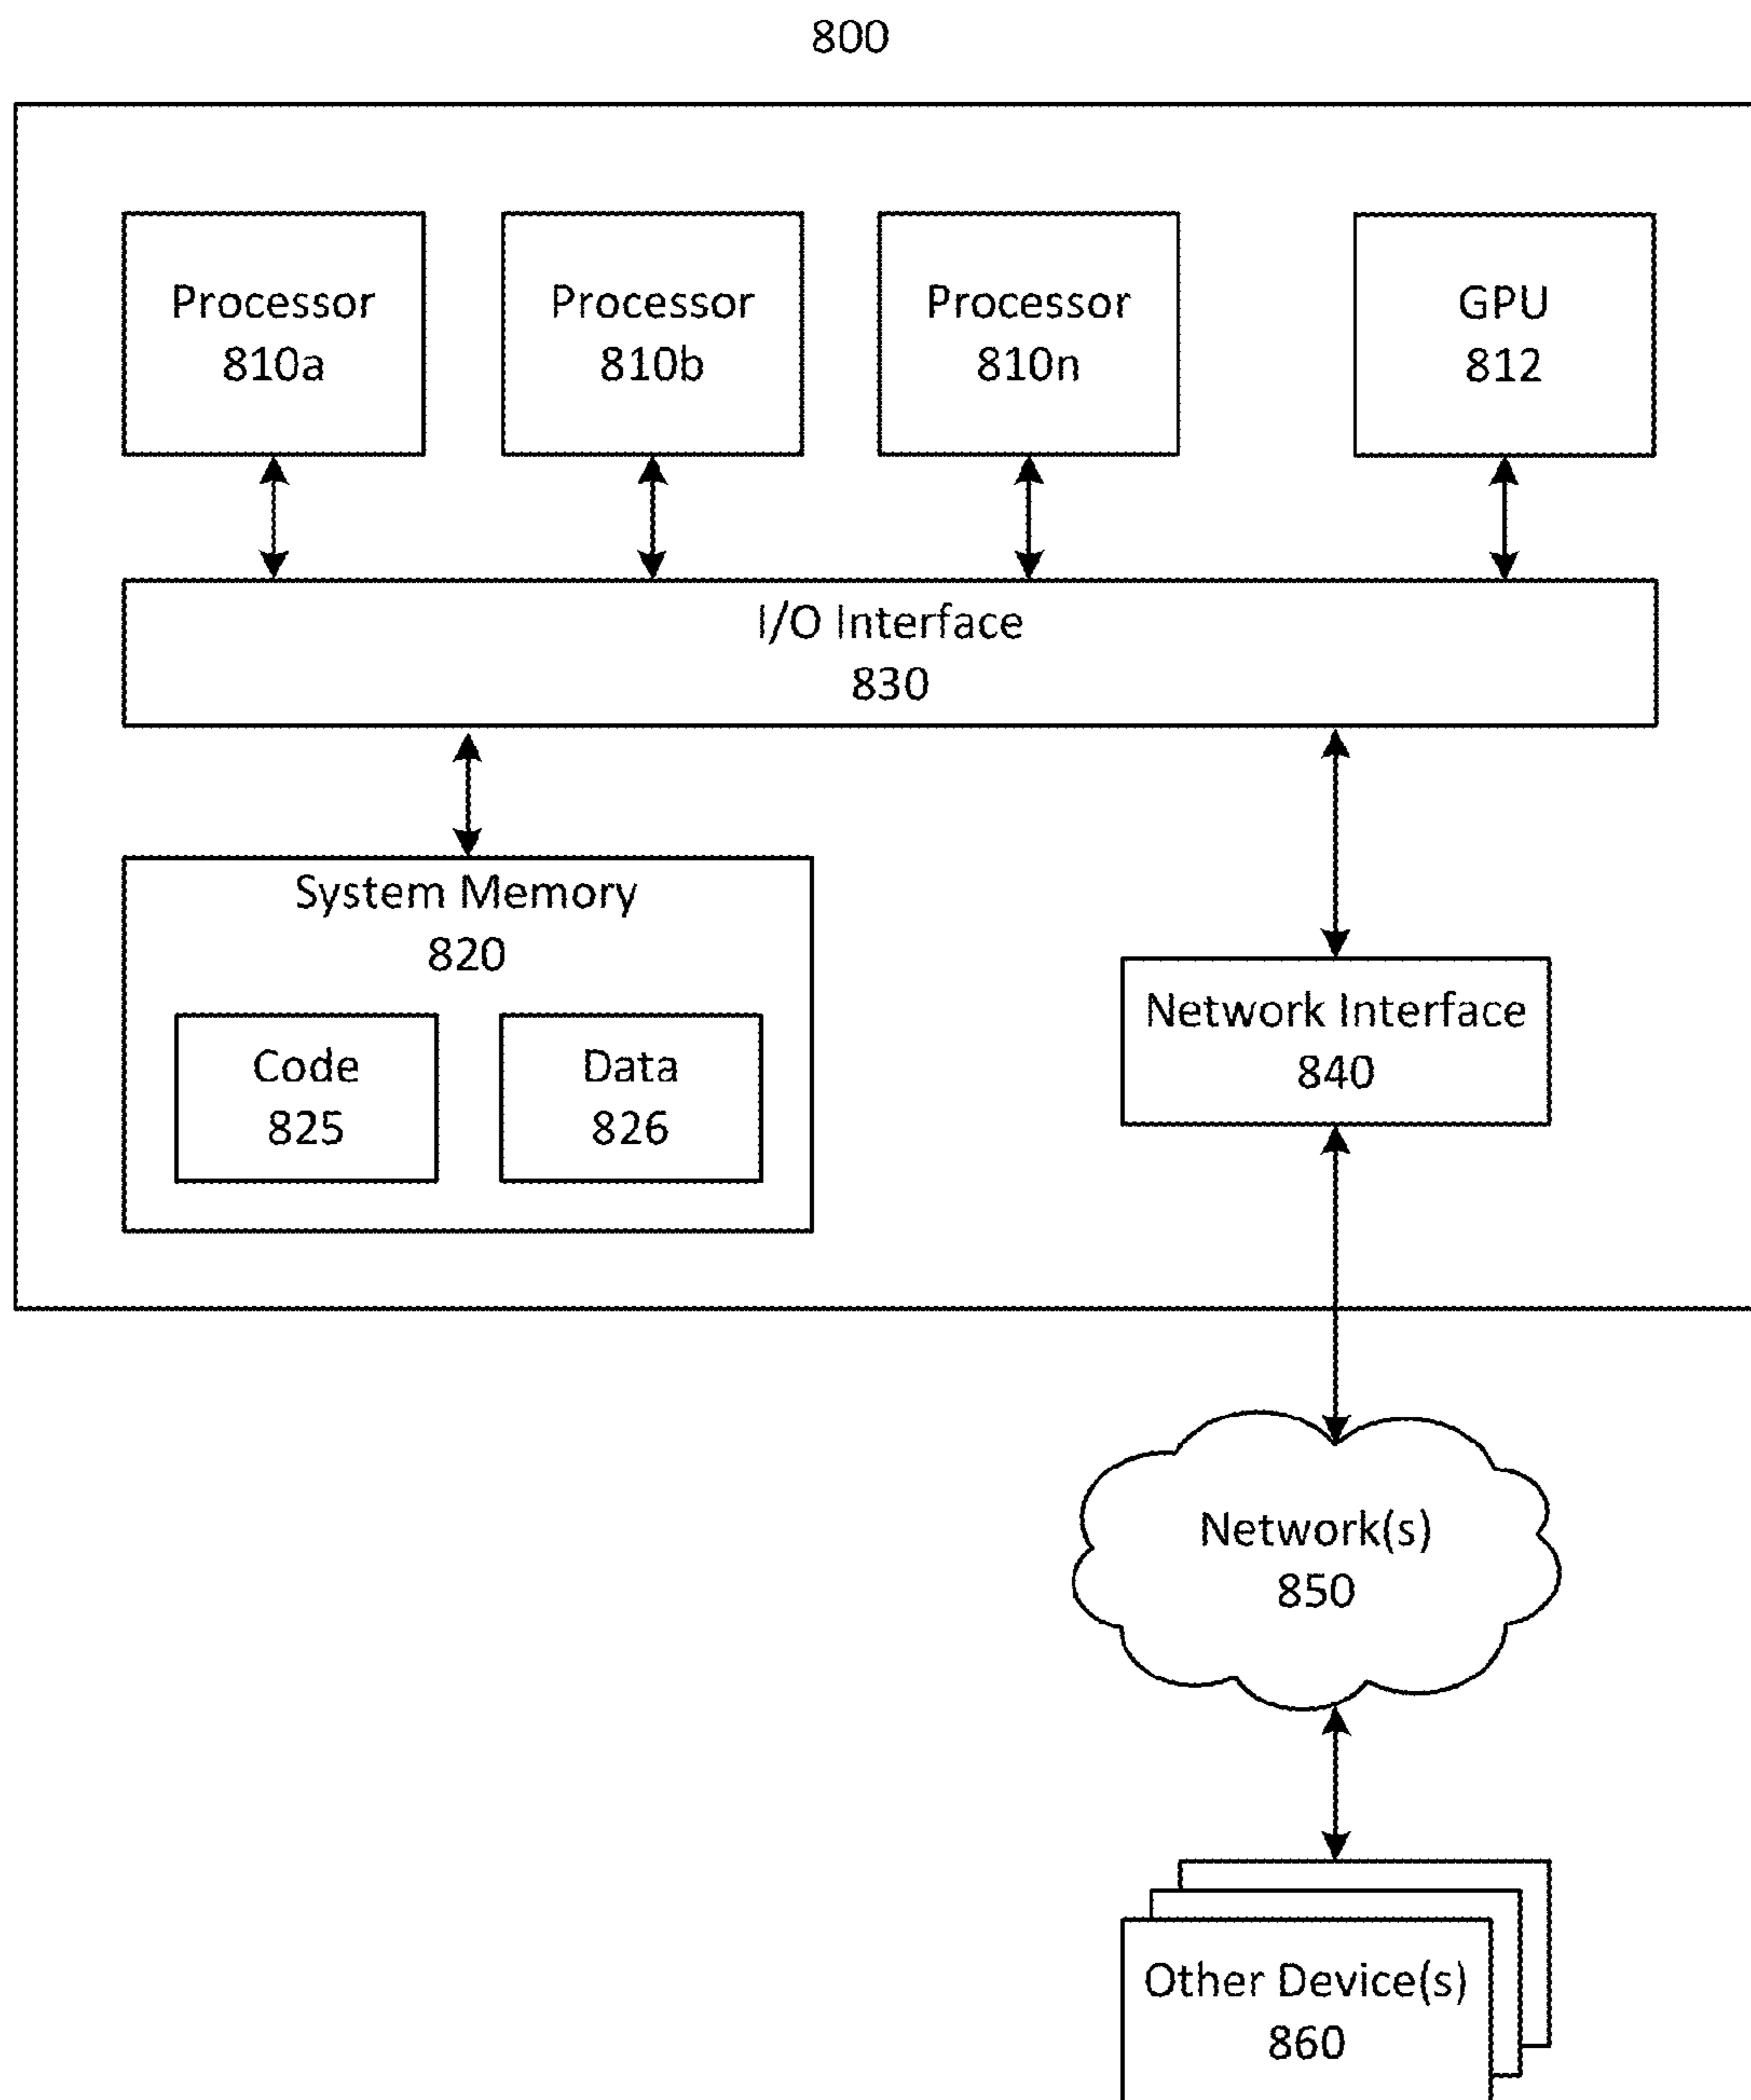 800
Processor
810a
Processor
810b
Processor
810n
GPU
812
I/O Interface
830
System Memory
820
Code
825
Data
826
Network Interface
840
Network(s)
850
Other Device(s)
860